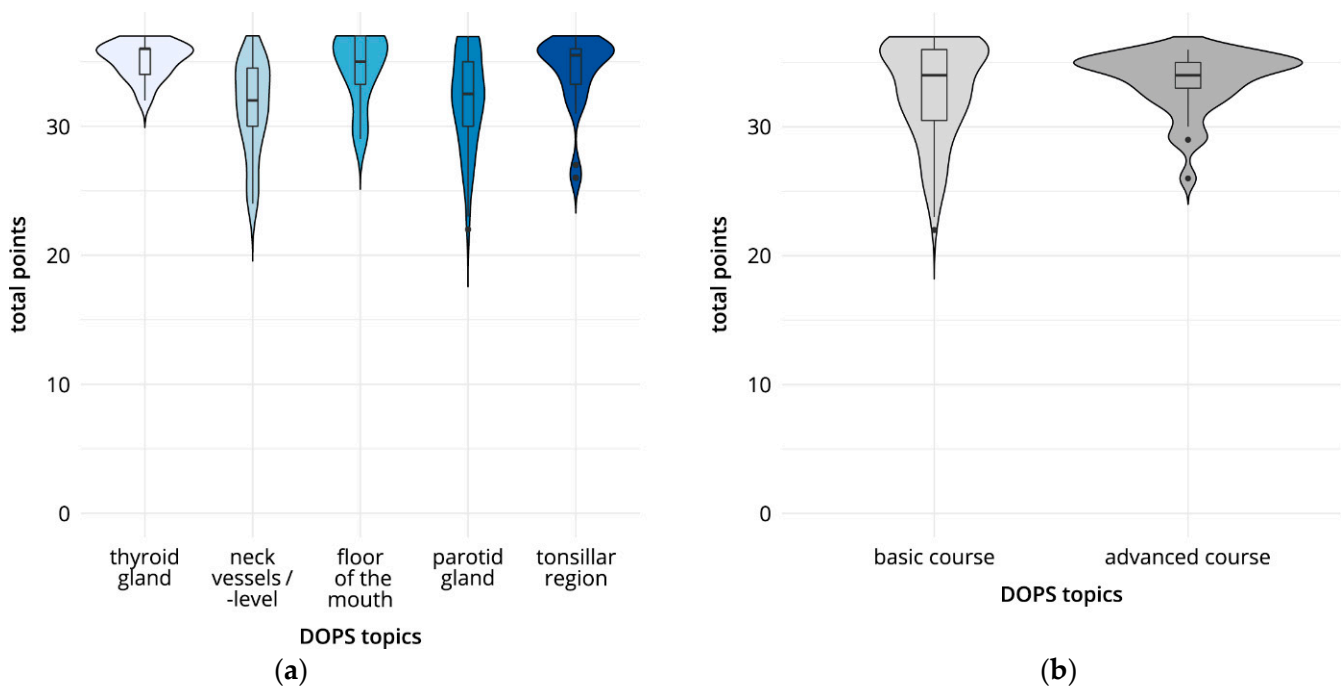 total points
30
20
10
0
thyroid
gland
neck
vessels /
-level
floor
of the
mouth
parotid
gland
tonsillar
region
DOPS topics
(a)
total points
30
20
10
0
basic course
advanced course
DOPS topics
(b)